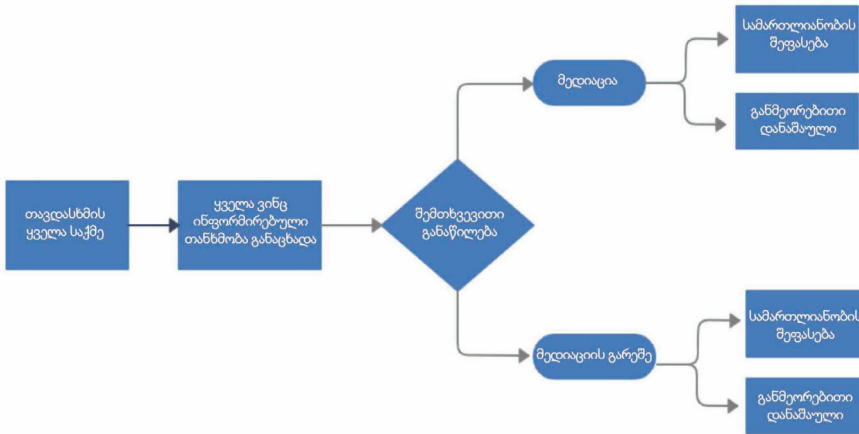 სამართლიანობის
შეფასება
მედიაცია
განმეორებითი
დანაშაული
თავდასხმის
ყველა საქმე
ყველა ვინც
ინფორმირებული
თანხმობა განაცხადა
შემთხვევითი
განაწილება
სამართლიანობის
შეფასება
მედიაციის გარეშე
განმეორებითი
დანაშაული